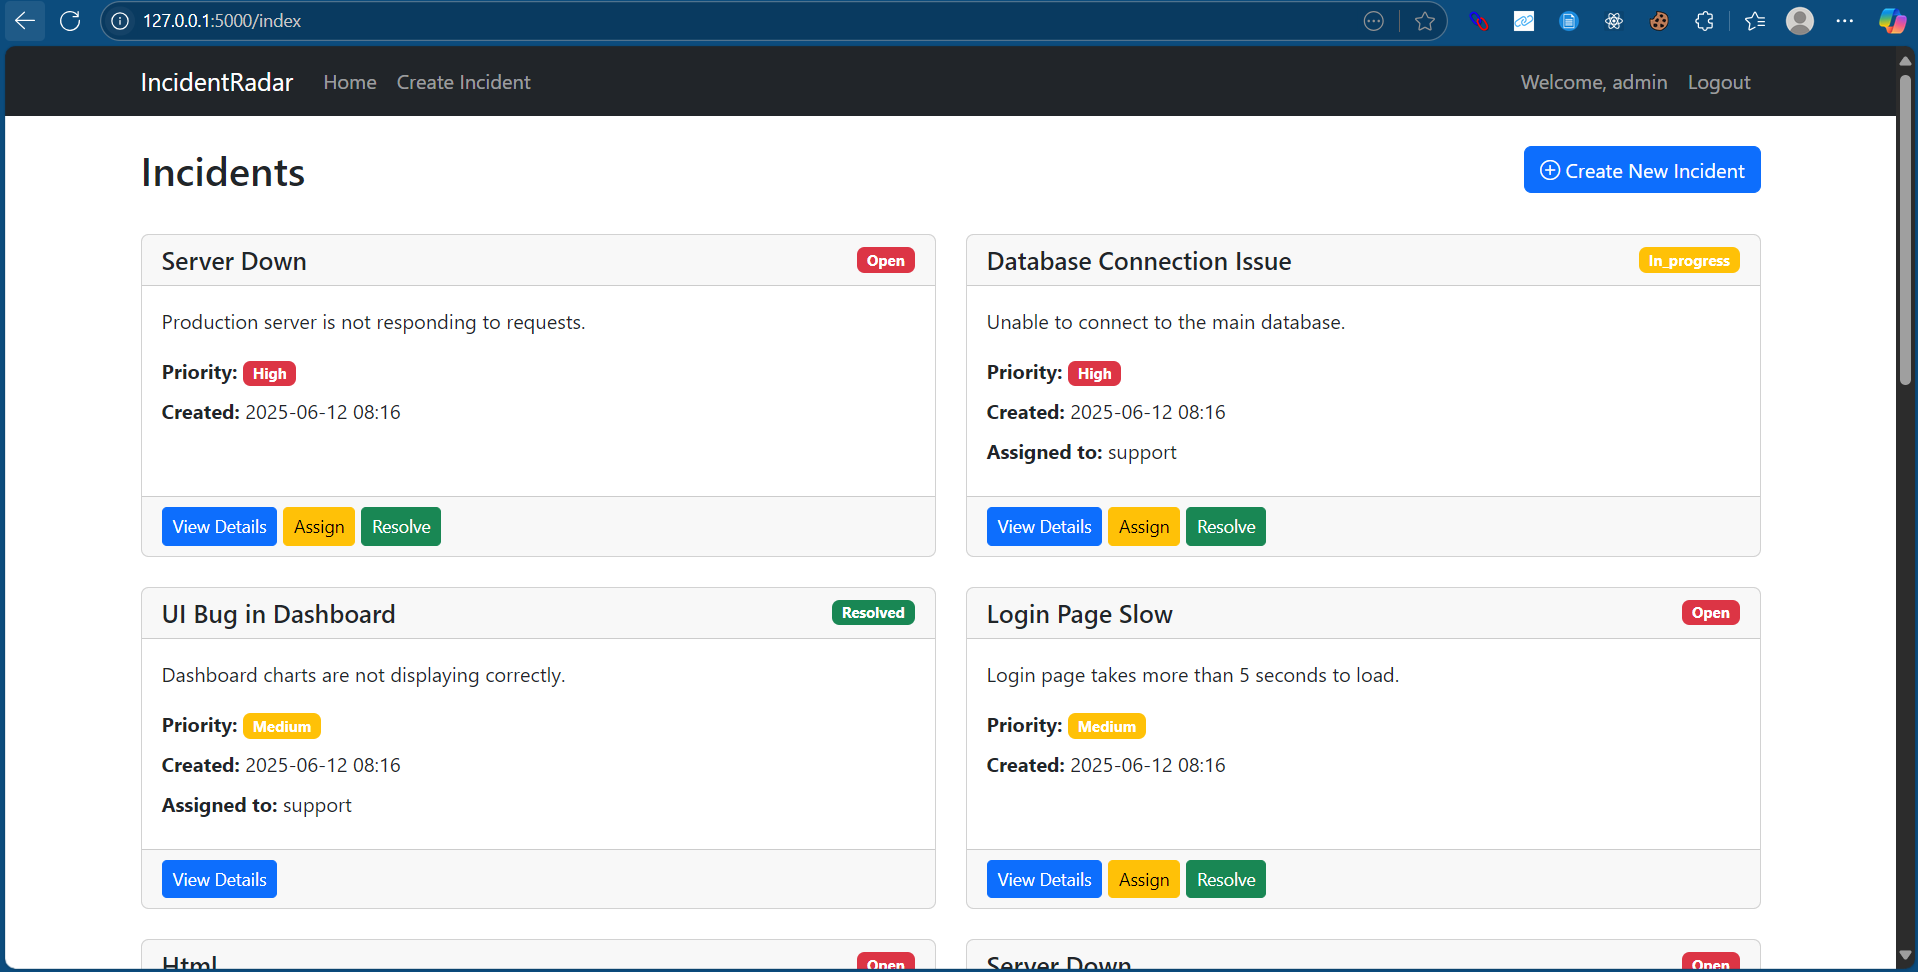 127.0.0.1:5000/index
IncidentRadar Home Create Incident Welcome, admin Logout
Incidents
Create New Incident
Server Down Open
Production server is not responding to requests.
Priority: High
Created: 2025-06-12 08:16
View Details Assign Resolve
Database Connection Issue In_progress
Unable to connect to the main database.
Priority: High
Created: 2025-06-12 08:16
Assigned to: support
View Details Assign Resolve
UI Bug in Dashboard Resolved
Dashboard charts are not displaying correctly.
Priority: Medium
Created: 2025-06-12 08:16
Assigned to: support
View Details
Login Page Slow Open
Login page takes more than 5 seconds to load.
Priority: Medium
Created: 2025-06-12 08:16
View Details Assign Resolve
Html Open
Server Down Open